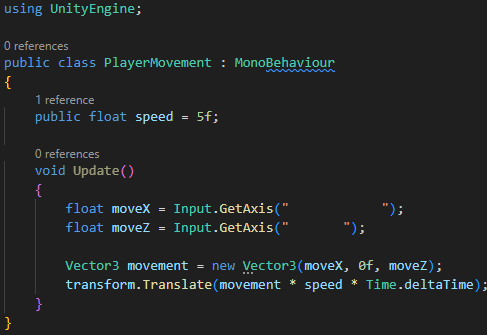 using UnityEngine;
0 references
public class PlayerMovement : MonoBehaviour
{
1 reference
public float speed = 5f;
0 references
void Update()
{
float moveX = Input.GetAxis("            ");
float moveZ = Input.GetAxis("       ");
Vector3 movement = new Vector3(moveX, 0f, moveZ);
transform.Translate(movement * speed * Time.deltaTime);
}
}